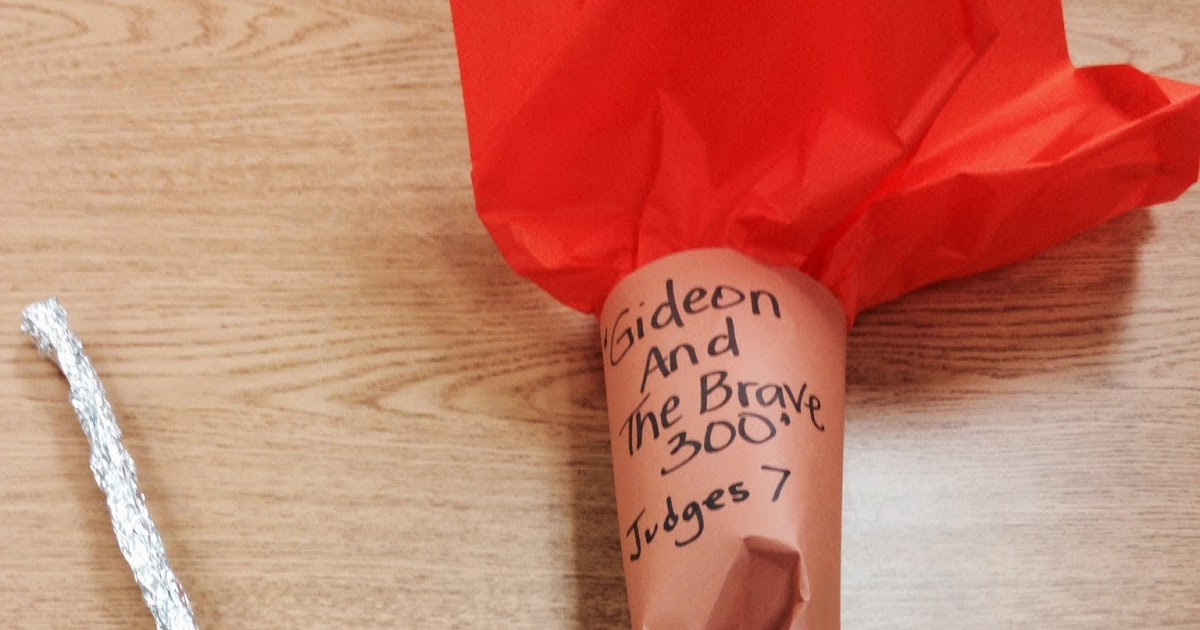 "Gideon
And
The Brave
300"
Judges 7